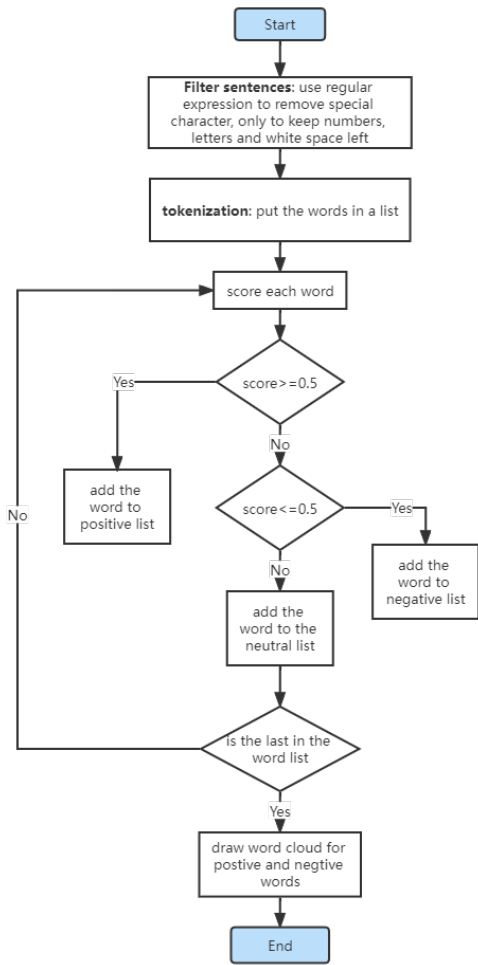 Start
Filter sentences: use regular
expression to remove special
character, only to keep numbers,
letters and white space left
tokenization: put the words in a list
score each word
score>=0.5
Yes
No
add the
word to
positive list
No
score<=0.5
Yes
No
add the
word to
negative list
add the
word to the
neutral list
is the last in the
word list
Yes
draw word cloud for
postive and negtive
words
End